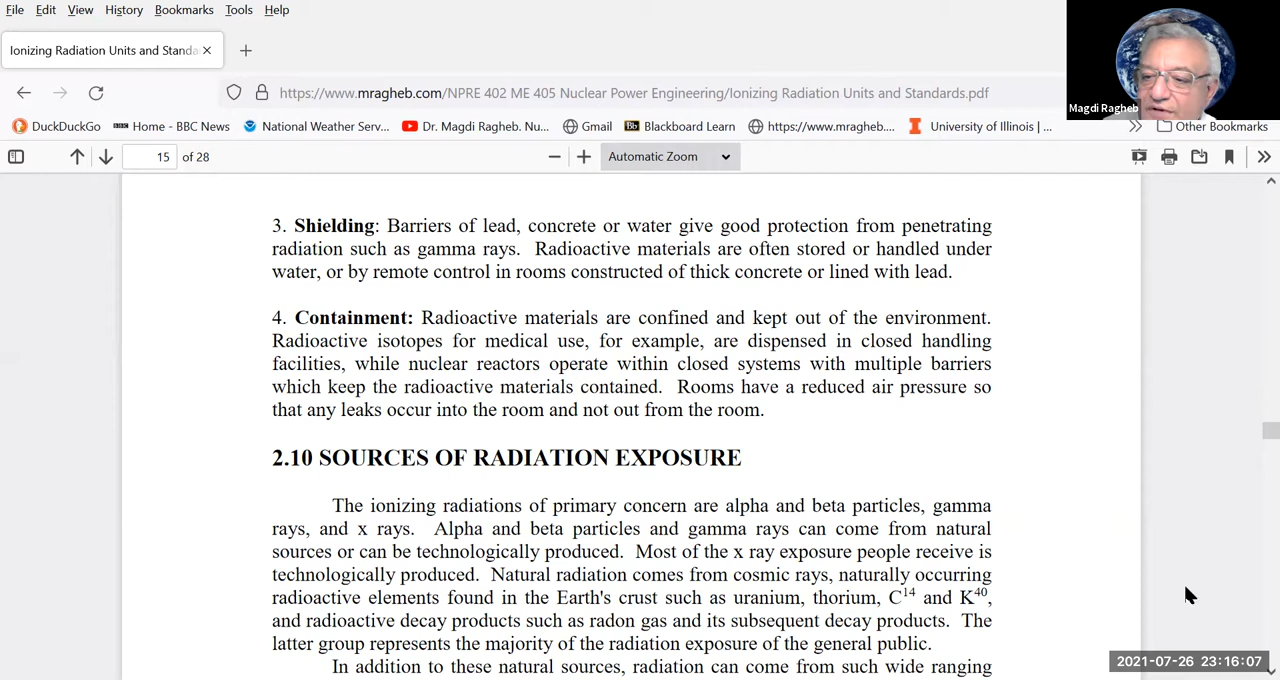 File Edit View History Bookmarks Tools Help
Ionizing Radiation Units and Standa
https://www.mragheb.com/NPRE 402 ME 405 Nuclear Power Engineering/Ionizing Radiation Units and Standards.pdf
Magdi Ragheb
DuckDuckGo BBC Home - BBC News National Weather Serv... Dr. Magdi Ragheb. Nu... Gmail Bb Blackboard Learn https://www.mragheb.... I University of Illinois |... Other Bookmarks
15 of 28 Automatic Zoom
3. Shielding: Barriers of lead, concrete or water give good protection from penetrating
radiation such as gamma rays. Radioactive materials are often stored or handled under
water, or by remote control in rooms constructed of thick concrete or lined with lead.
4. Containment: Radioactive materials are confined and kept out of the environment.
Radioactive isotopes for medical use, for example, are dispensed in closed handling
facilities, while nuclear reactors operate within closed systems with multiple barriers
which keep the radioactive materials contained. Rooms have a reduced air pressure so
that any leaks occur into the room and not out from the room.
2.10 SOURCES OF RADIATION EXPOSURE
The ionizing radiations of primary concern are alpha and beta particles, gamma
rays, and x rays. Alpha and beta particles and gamma rays can come from natural
sources or can be technologically produced. Most of the x ray exposure people receive is
technologically produced. Natural radiation comes from cosmic rays, naturally occurring
radioactive elements found in the Earth's crust such as uranium, thorium, C14 and K40,
and radioactive decay products such as radon gas and its subsequent decay products. The
latter group represents the majority of the radiation exposure of the general public.
In addition to these natural sources, radiation can come from such wide ranging
2021-07-26 23:16:07